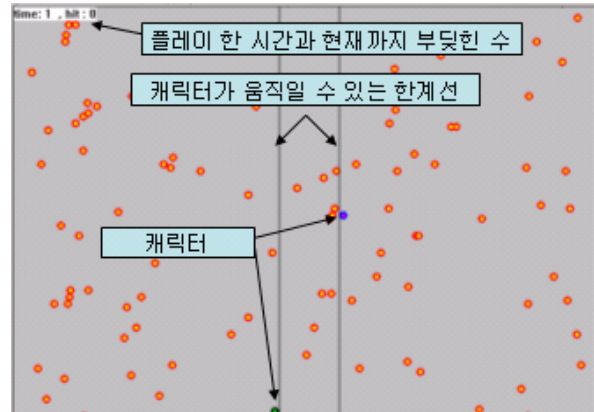 time: 1 , hit : 0
플레이 한 시간과 현재까지 부딪힌 수
캐릭터가 움직일 수 있는 한계선
캐릭터